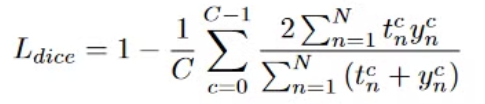 L_{dice} = 1 - \frac{1}{C} \sum_{c=0}^{C-1} \frac{2 \sum_{n=1}^{N} t_n^c y_n^c}{\sum_{n=1}^{N} (t_n^c + y_n^c)}